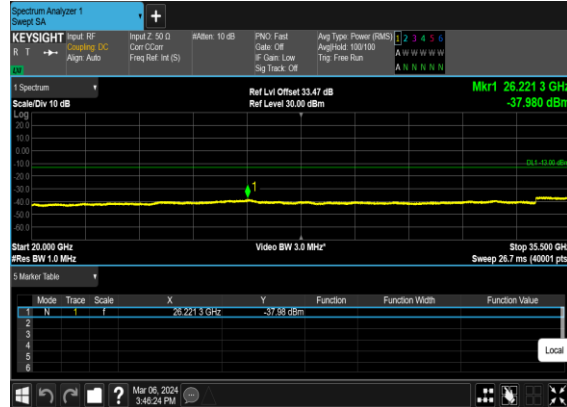 Spectrum Analyzer 1
Swept SA
+
KEYSIGHT Input: RF Input Z: 50 Ω #Atten: 10 dB PNO: Fast Avg Type: Power (RMS) 1 2 3 4 5 6
R T Coupling: DC Corr CCorr Gate: Off Avg|Hold: 100/100 A W W W W W
Align: Auto Freq Ref: Int (S) IF Gain: Low Trig: Free Run
Sig Track: Off A N N N N N
1 Spectrum Ref Lvl Offset 33.47 dB Mkr1 26.221 3 GHz
Scale/Div 10 dB Ref Level 30.00 dBm -37.980 dBm
Log
20.0
10.0
0.00
-10.0
DL1 -13.00 dBm
-20.0
-30.0
1
-40.0
-50.0
-60.0
Start 20.000 GHz Video BW 3.0 MHz* Stop 35.500 GHz
#Res BW 1.0 MHz Sweep 26.7 ms (40001 pts)
5 Marker Table
Mode Trace Scale X Y Function Function Width Function Value
1 N 1 f 26.221 3 GHz -37.98 dBm
2
3
4
5
6
Local
? Mar 06, 2024
3:46:24 PM